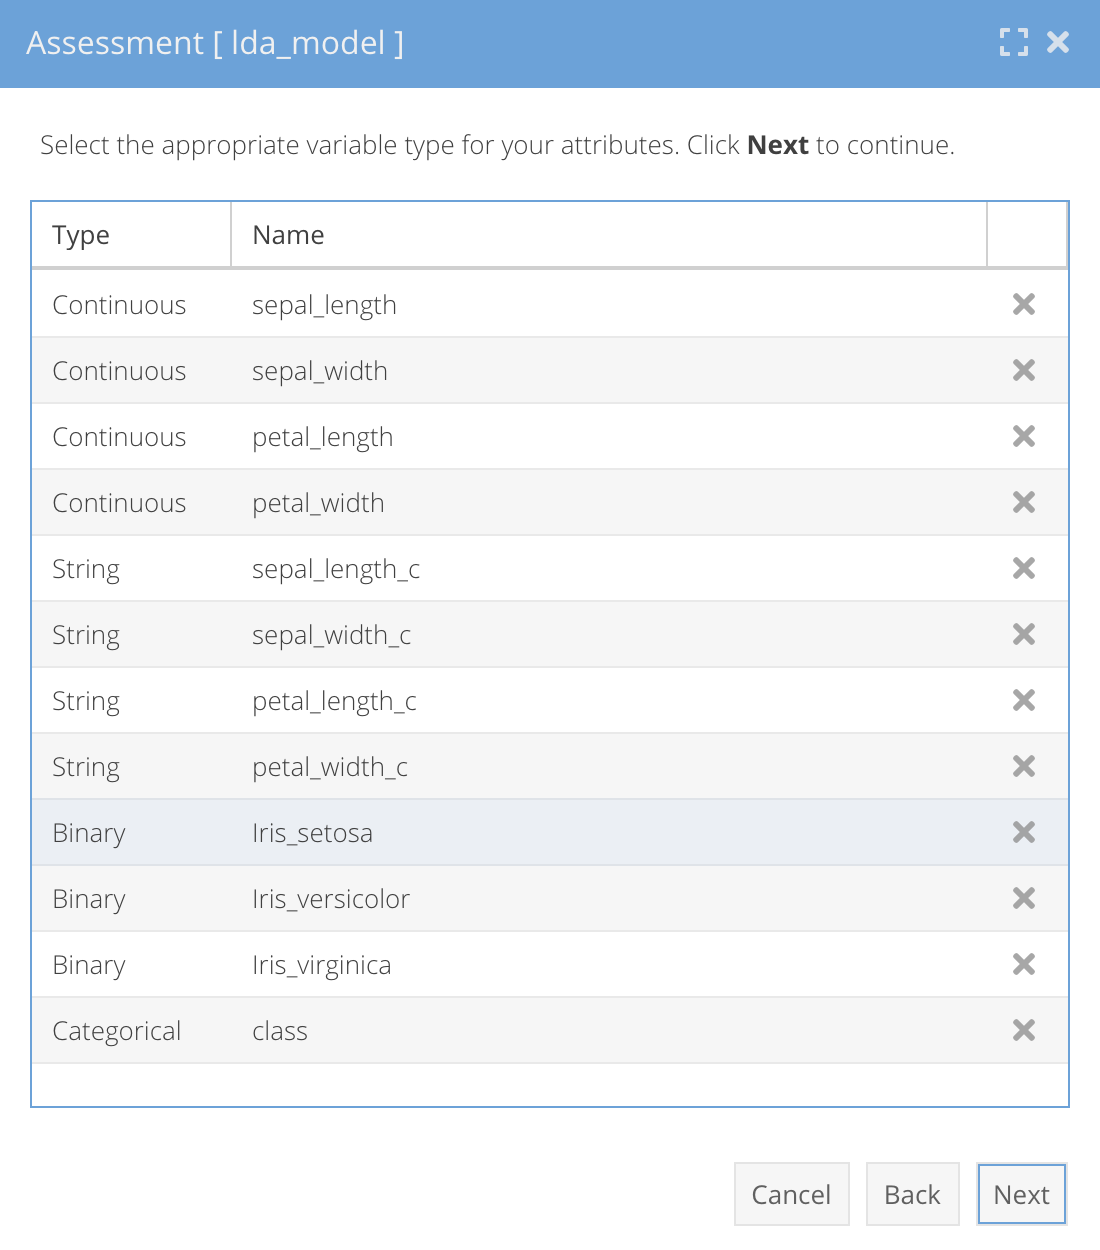 Assessment [ lda_model ]
Select the appropriate variable type for your attributes. Click Next to continue.
Type Name
Continuous sepal_length
Continuous sepal_width
Continuous petal_length
Continuous petal_width
String sepal_length_c
String sepal_width_c
String petal_length_c
String petal_width_c
Binary Iris_setosa
Binary Iris_versicolor
Binary Iris_virginica
Categorical class
Cancel Back Next